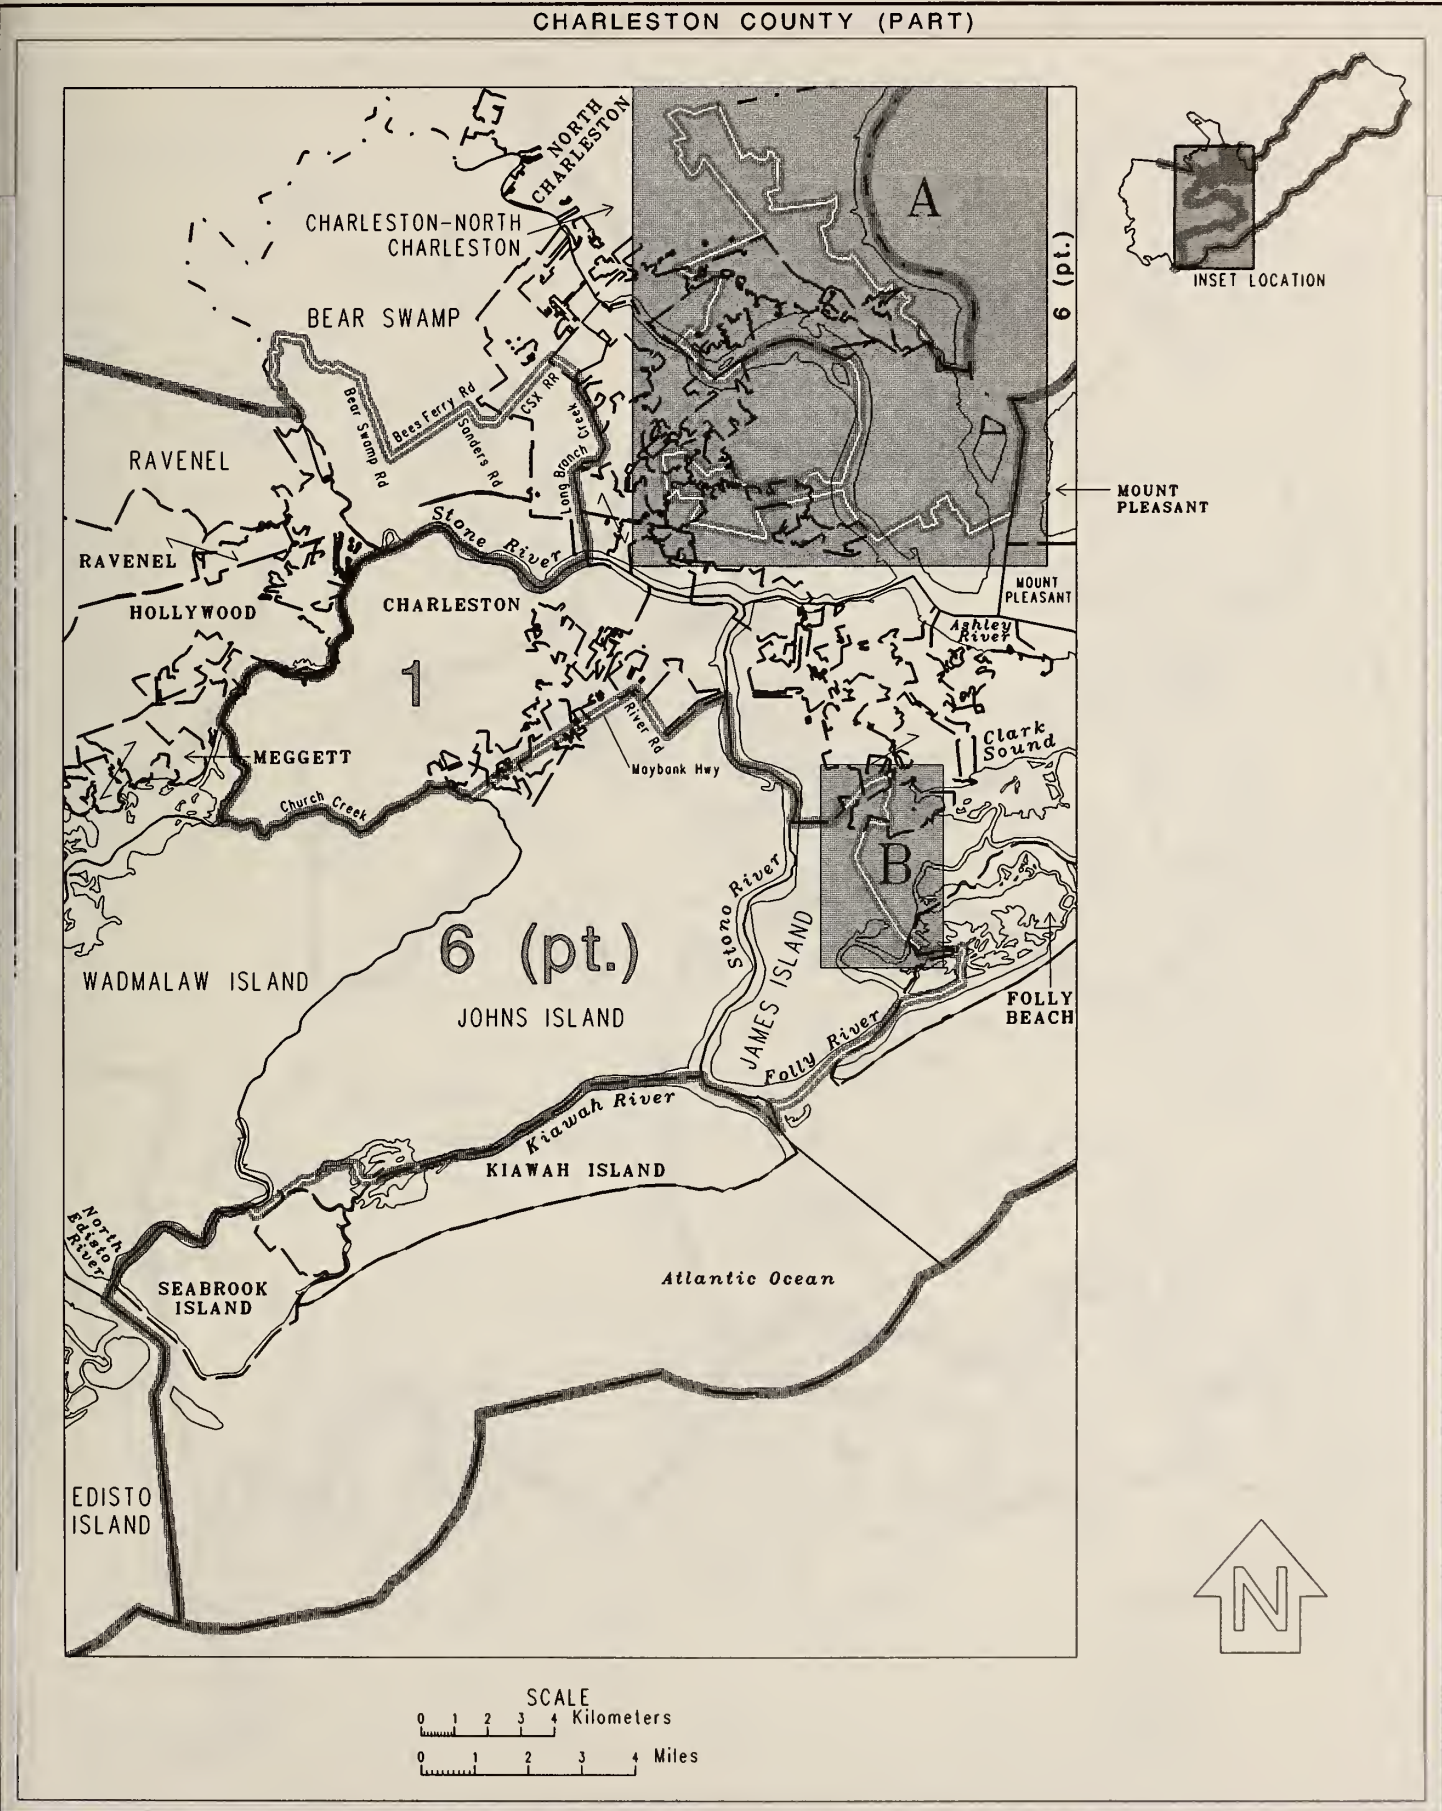 CHARLESTON COUNTY (PART)
NORTH
CHARLESTON
CHARLESTON-NORTH
CHARLESTON
A
6 (pt.)
INSET LOCATION
BEAR SWAMP
Bear Swamp Rd
Bees Ferry Rd
Sanders Rd
CSX RR
Long Branch Creek
RAVENEL
MOUNT
PLEASANT
Stone River
RAVENEL
HOLLYWOOD
CHARLESTON
MOUNT
PLEASANT
Ashley
River
1
River Rd
Clark
Sound
MEGGETT
Maybank Hwy
Church Creek
B
Stono River
6 (pt.)
WADMALAW ISLAND
JOHNS ISLAND
JAMES ISLAND
FOLLY
BEACH
Folly River
Kiawah River
KIAWAH ISLAND
North
Edisto
River
SEABROOK
ISLAND
Atlantic Ocean
EDISTO
ISLAND
N
SCALE
0 1 2 3 4 Kilometers
0 1 2 3 4 Miles